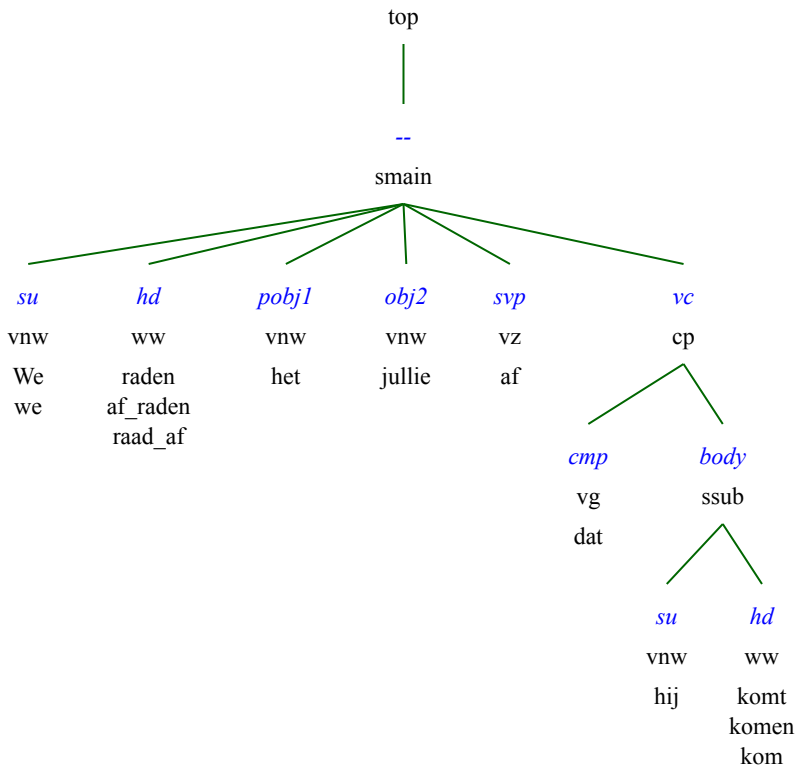 top
--
smain
su hd pobj1 obj2 svp vc
vnw ww vnw vnw vz cp
We raden het jullie af
we af_raden
raad_af
cmp body
vg ssub
dat
su hd
vnw ww
hij komt
komen
kom